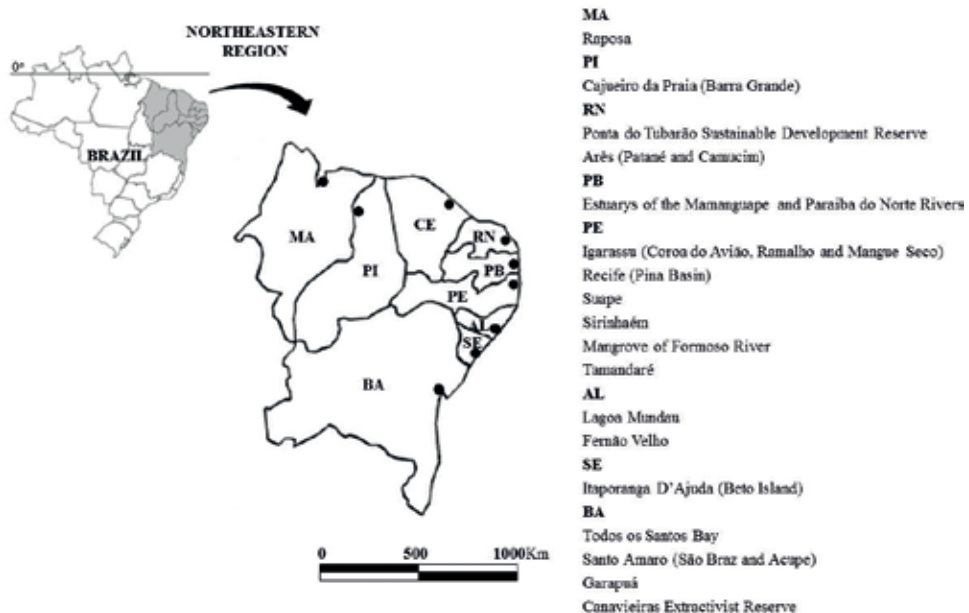 NORTHEASTERN
REGION
0°
BRAZIL
MA
PI
CE
RN
PB
PE
AL
SE
BA
0 500 1000Km
MA
Raposa
PI
Cajueiro da Praia (Barra Grande)
RN
Ponta do Tubarão Sustainable Development Reserve
Arês (Patané and Camucim)
PB
Estuarys of the Mamanguape and Paraíba do Norte Rivers
PE
Igarassu (Coroa do Avião, Ramalho and Mangue Seco)
Recife (Pina Basin)
Suape
Sirinhaém
Mangrove of Formoso River
Tamandaré
AL
Lagoa Mundau
Fernão Velho
SE
Itaporanga D'Ajuda (Beto Island)
BA
Todos os Santos Bay
Santo Amaro (São Braz and Acupe)
Garapuá
Canavieiras Extractivist Reserve